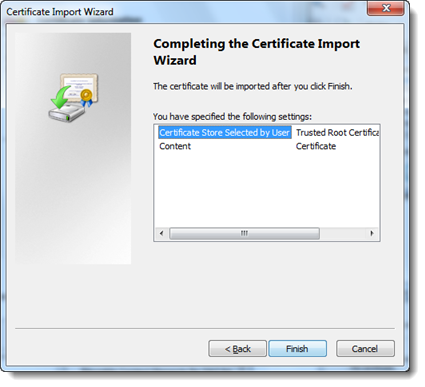 Certificate Import Wizard
Completing the Certificate Import
Wizard
The certificate will be imported after you click Finish.
You have specified the following settings:
Certificate Store Selected by User Trusted Root Certifica
Content Certificate
< Back Finish Cancel